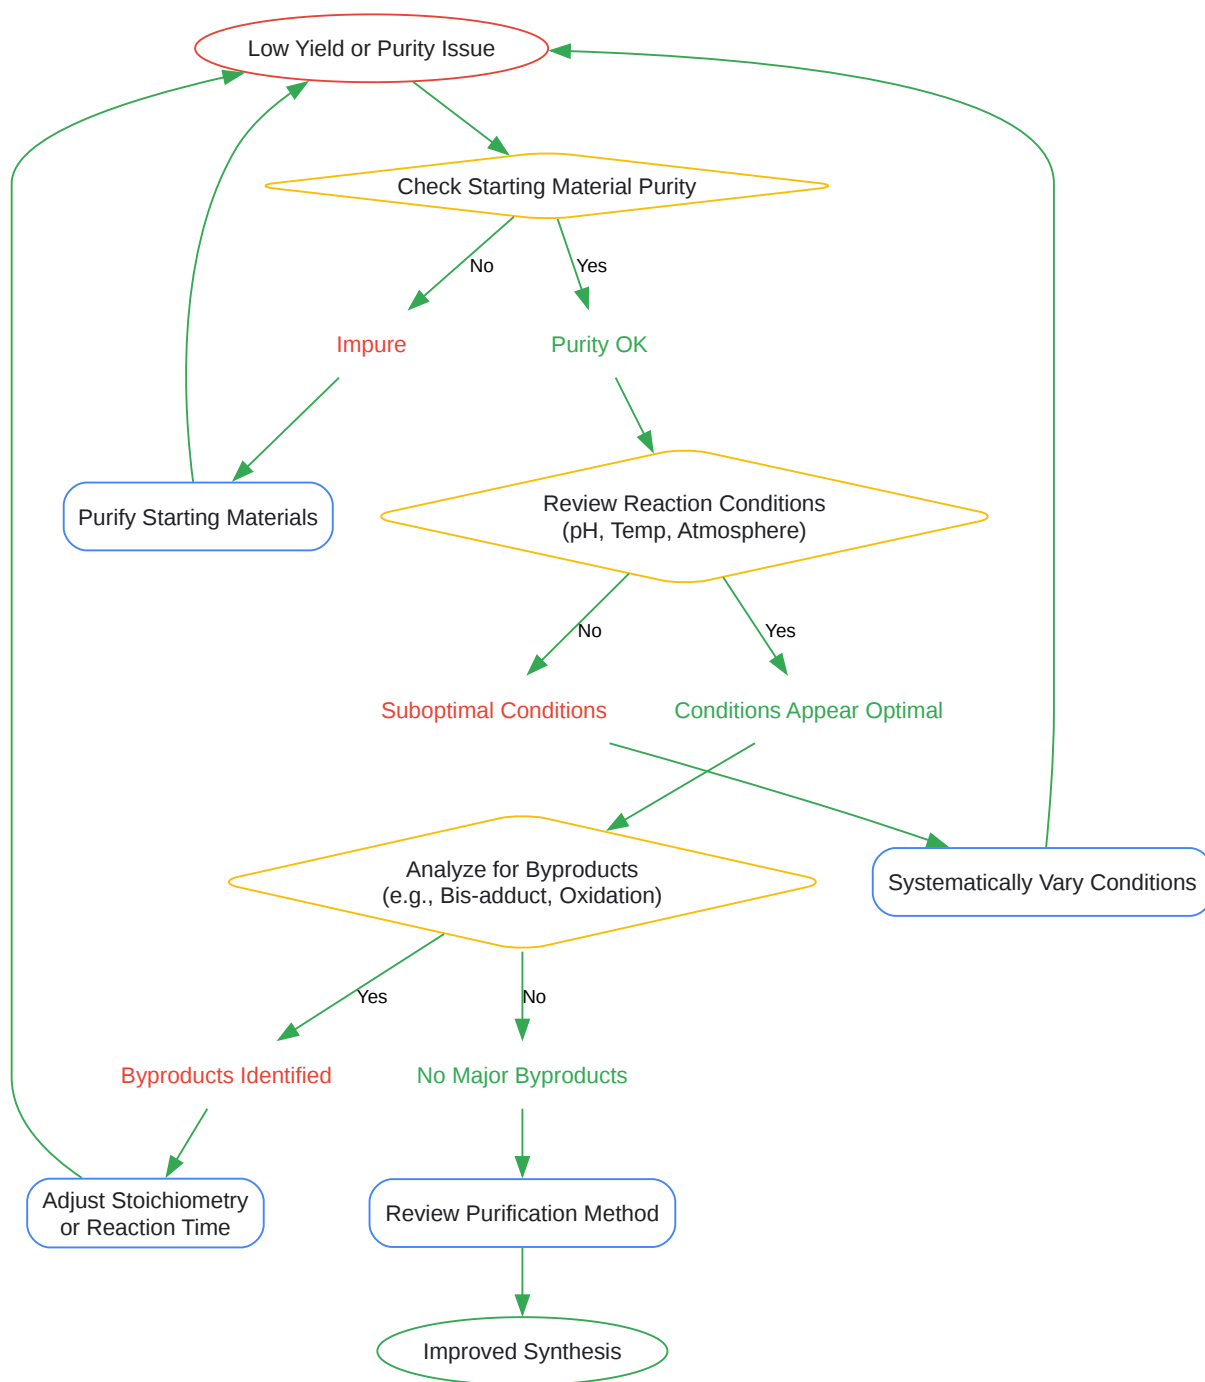 Low Yield or Purity Issue
Check Starting Material Purity
No
Yes
Impure
Purity OK
Purify Starting Materials
Review Reaction Conditions
(pH, Temp, Atmosphere)
No
Yes
Suboptimal Conditions
Conditions Appear Optimal
Analyze for Byproducts
(e.g., Bis-adduct, Oxidation)
Systematically Vary Conditions
Yes
No
Byproducts Identified
No Major Byproducts
Adjust Stoichiometry
or Reaction Time
Review Purification Method
Improved Synthesis